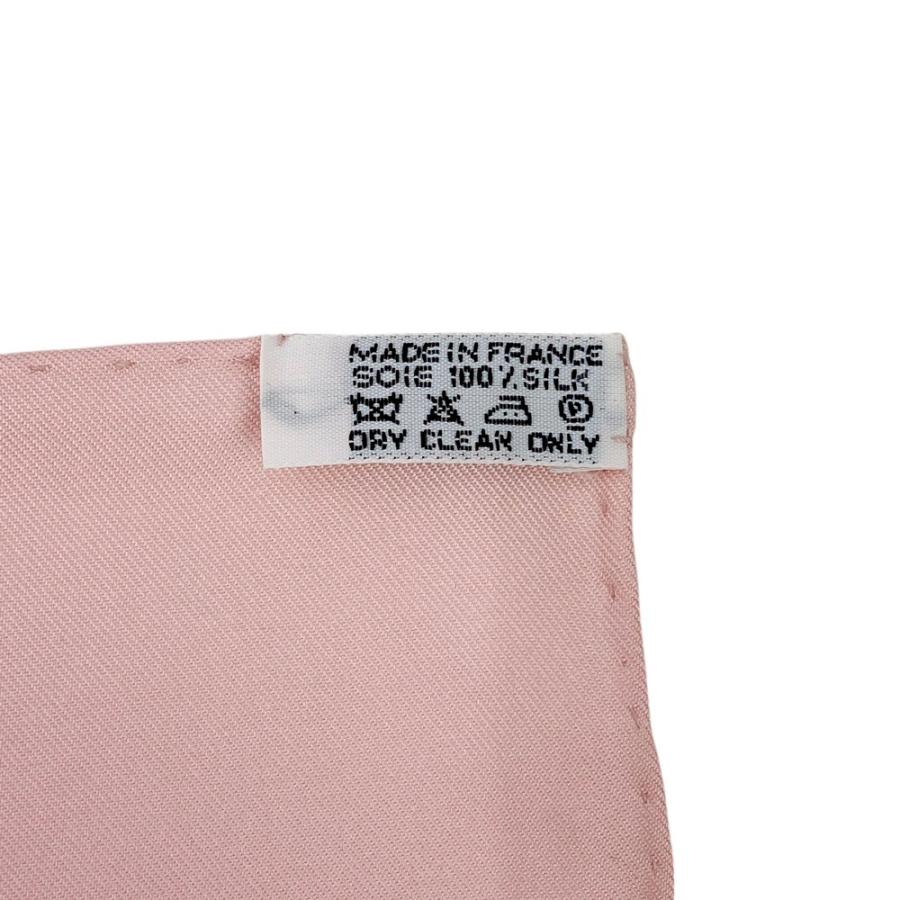 MADE IN FRANCE
SOIE 100% SILK
DRY CLEAN ONLY